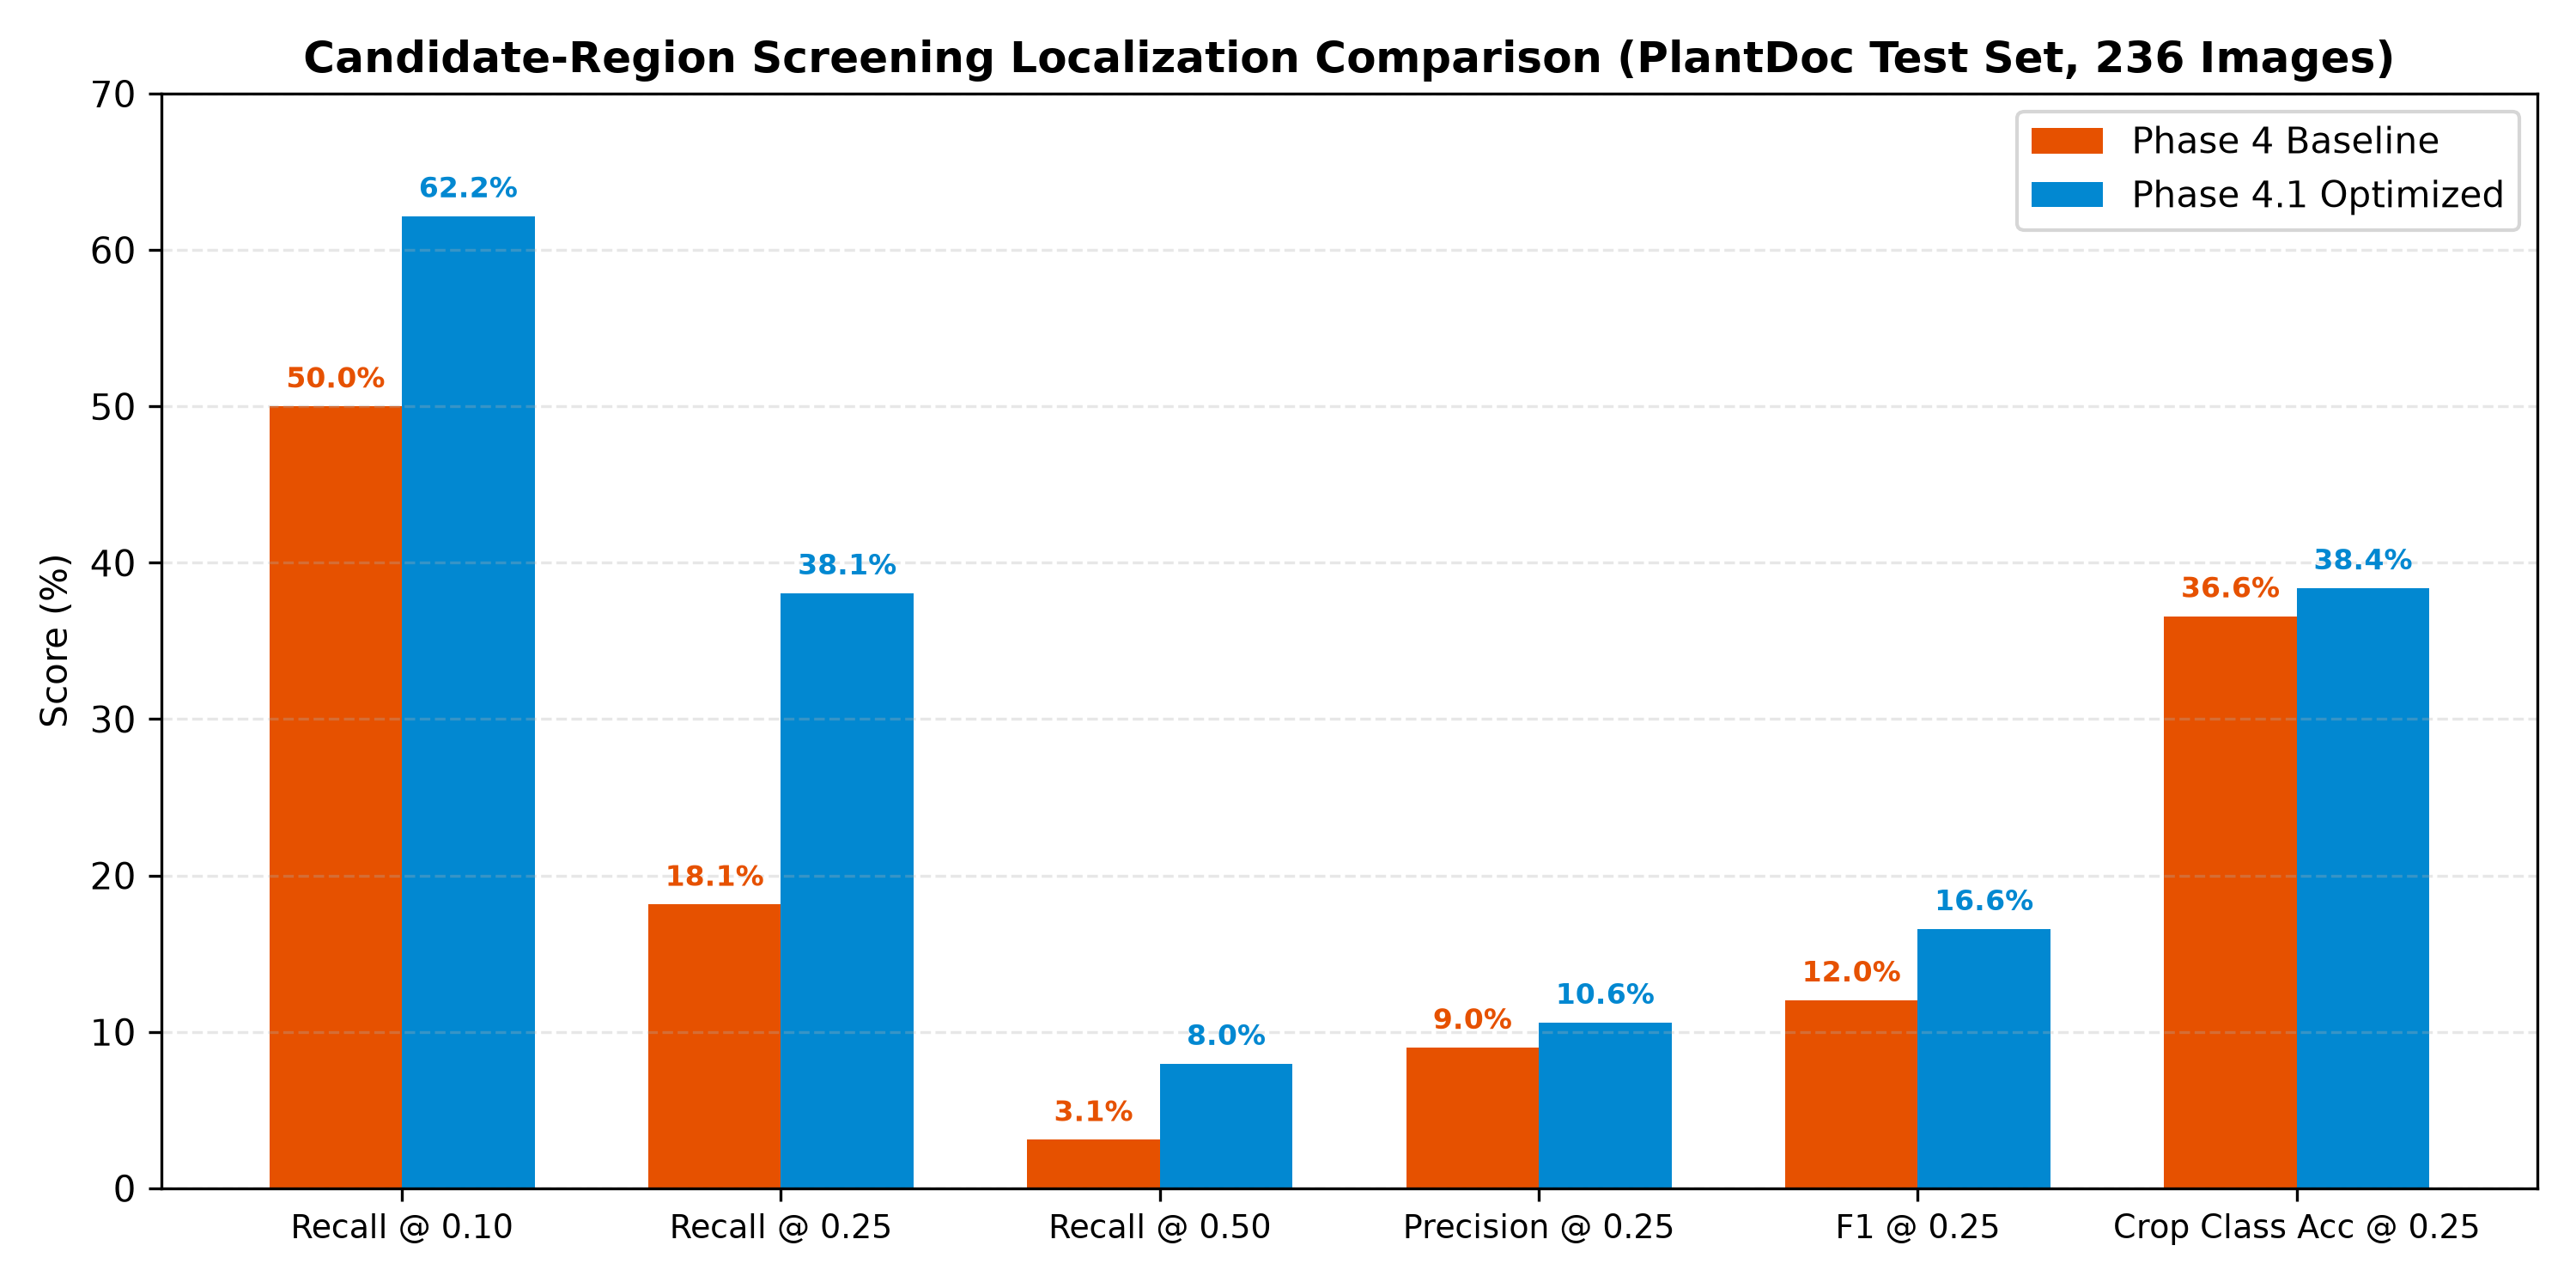 Candidate-Region Screening Localization Comparison (PlantDoc Test Set, 236 Images)
Phase 4 Baseline
Phase 4.1 Optimized
Score (%)
70
60
50
40
30
20
10
0
50.0%
62.2%
18.1%
38.1%
3.1%
8.0%
9.0%
10.6%
12.0%
16.6%
36.6%
38.4%
Recall @ 0.10
Recall @ 0.25
Recall @ 0.50
Precision @ 0.25
F1 @ 0.25
Crop Class Acc @ 0.25